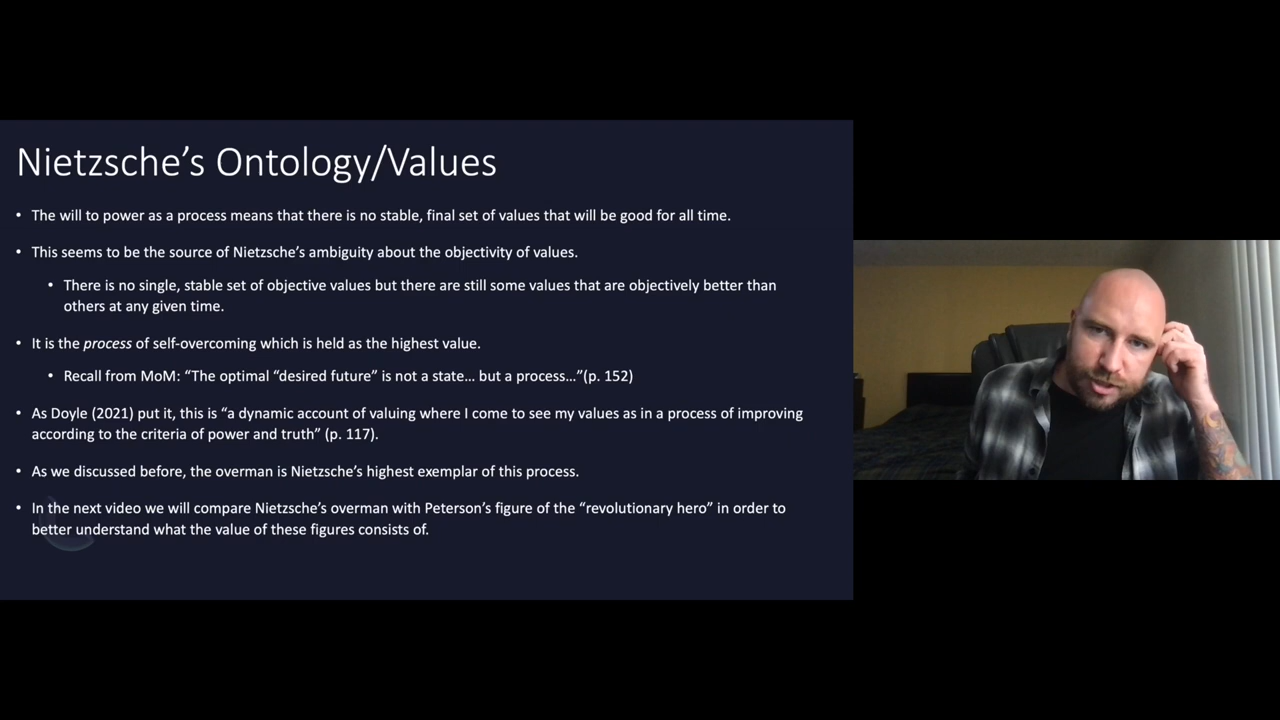 Nietzsche’s Ontology/Values
• The will to power as a process means that there is no stable, final set of values that will be good for all time.
• This seems to be the source of Nietzsche’s ambiguity about the objectivity of values.
• There is no single, stable set of objective values but there are still some values that are objectively better than
others at any given time.
• It is the process of self-overcoming which is held as the highest value.
• Recall from MoM: “The optimal “desired future” is not a state… but a process…”(p. 152)
• As Doyle (2021) put it, this is “a dynamic account of valuing where I come to see my values as in a process of improving
according to the criteria of power and truth” (p. 117).
• As we discussed before, the overman is Nietzsche’s highest exemplar of this process.
• In the next video we will compare Nietzsche’s overman with Peterson’s figure of the “revolutionary hero” in order to
better understand what the value of these figures consists of.